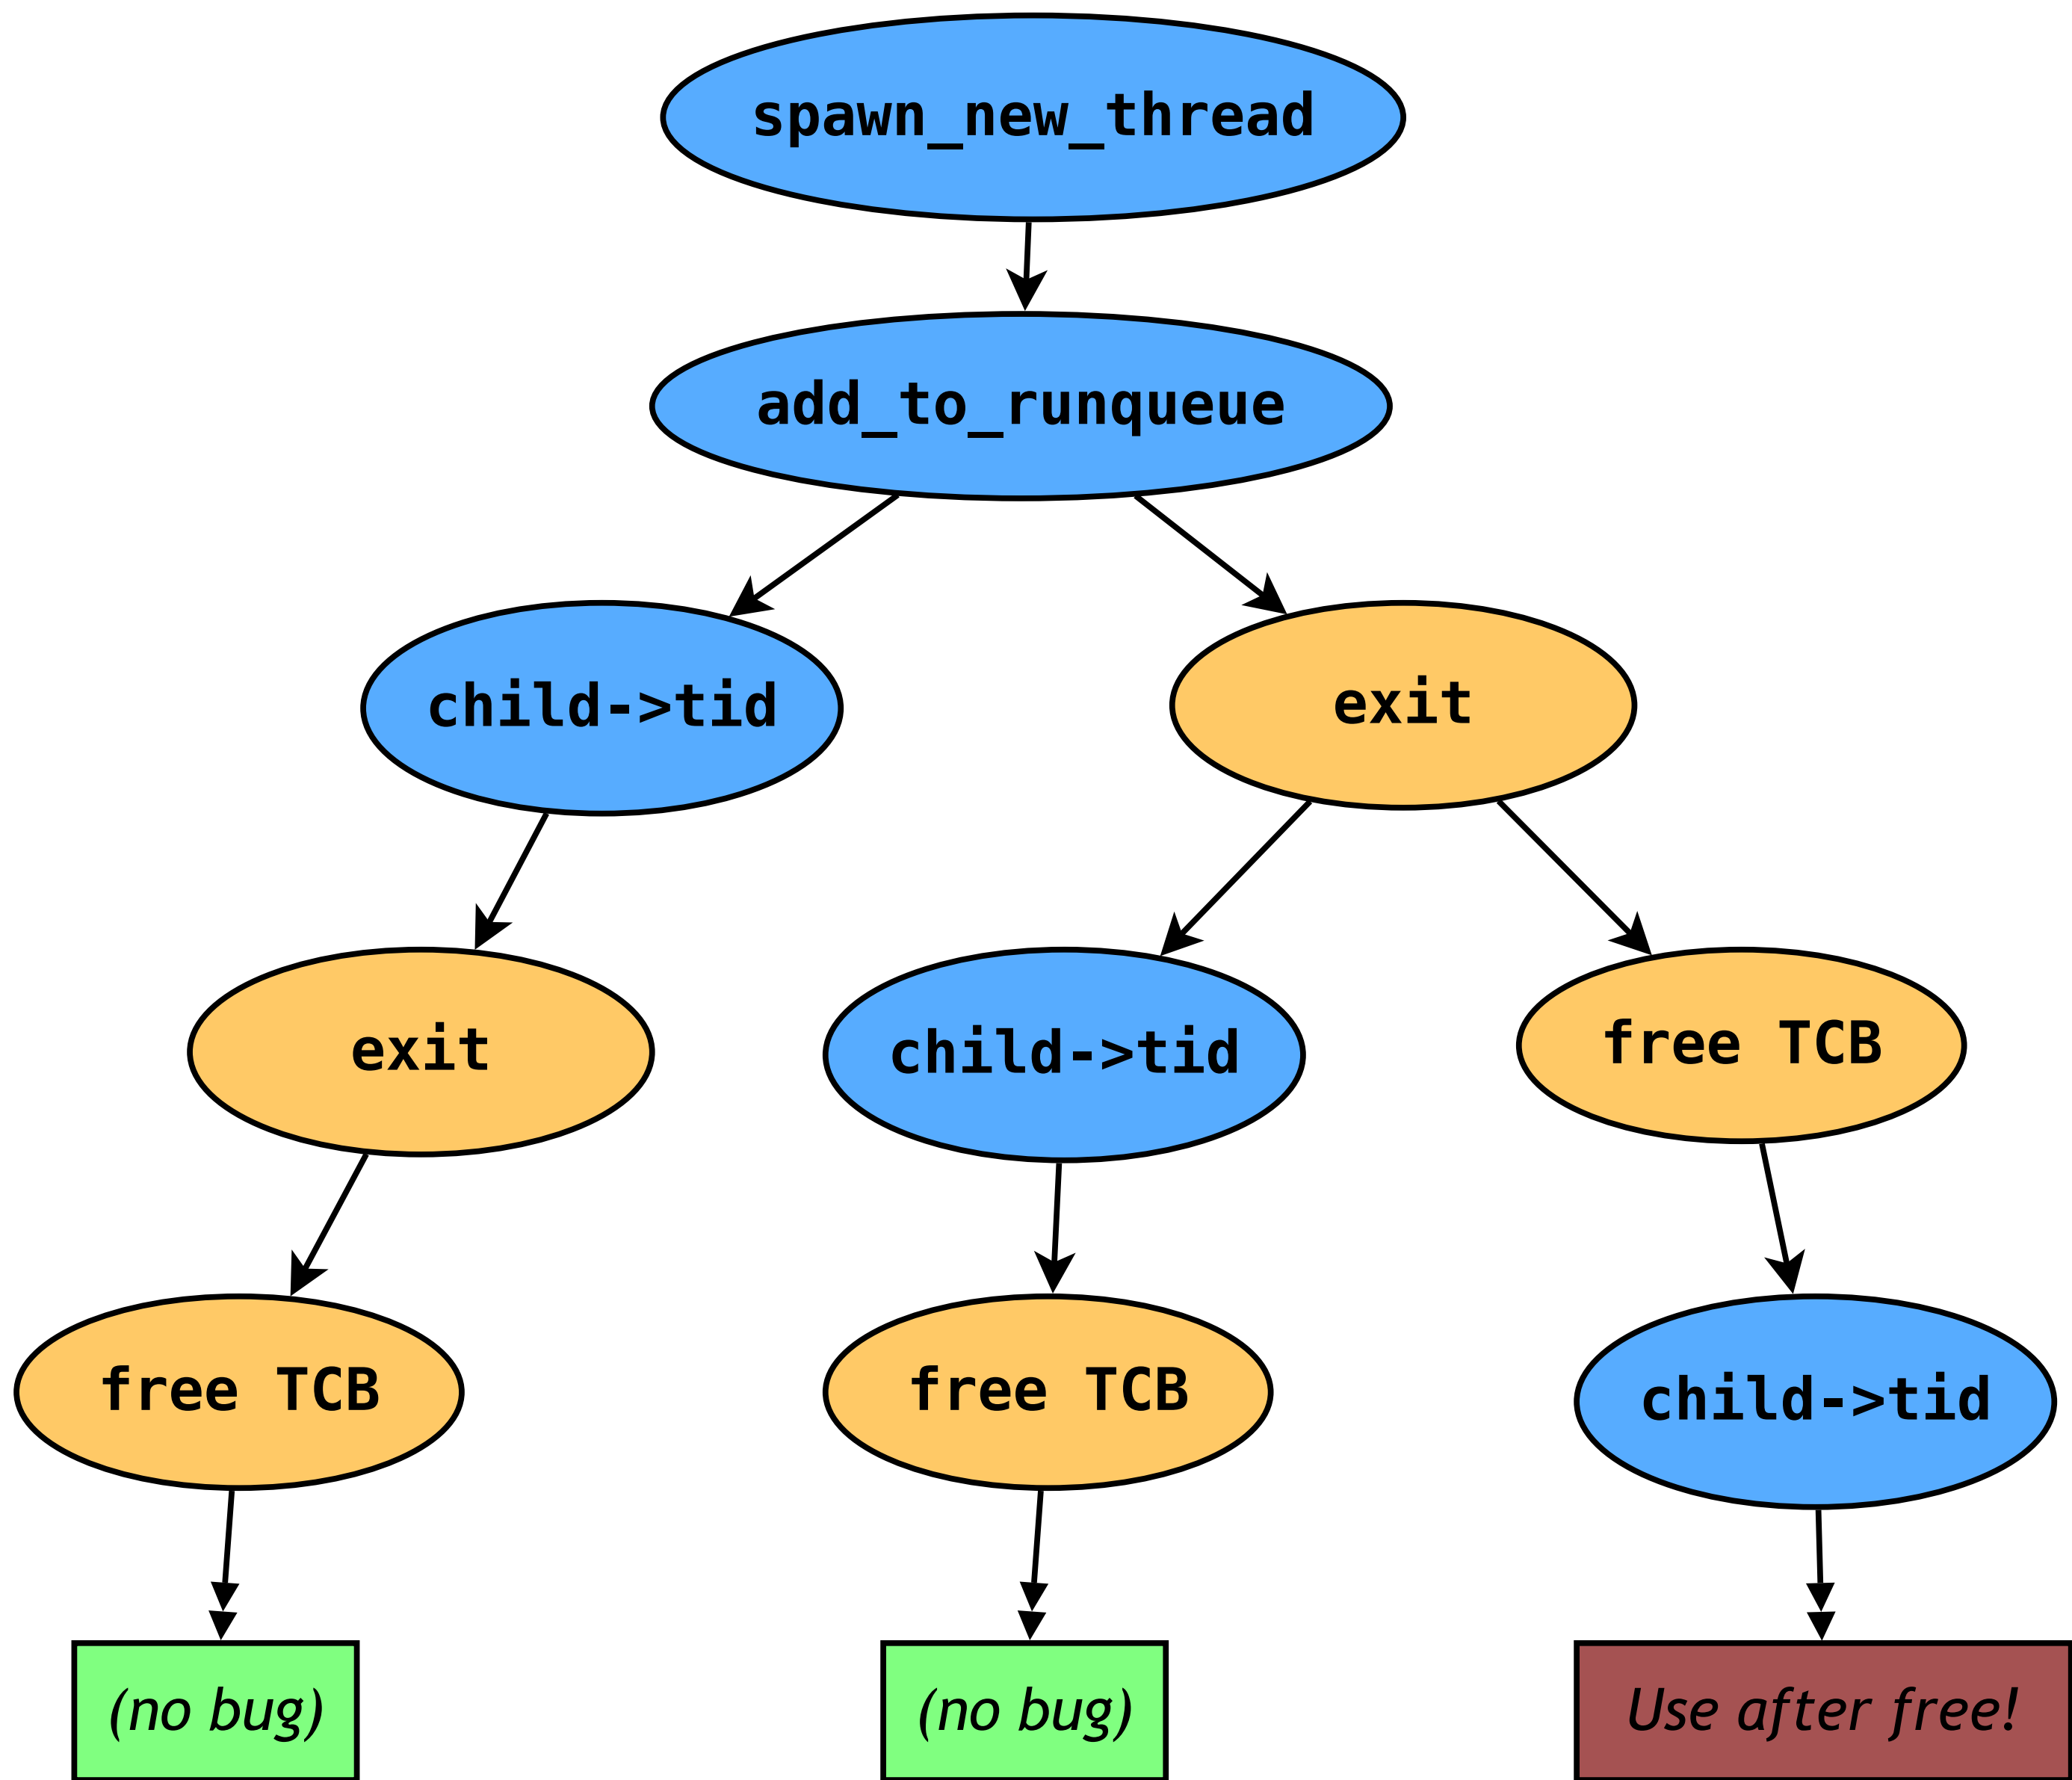 spawn_new_thread
add_to_runqueue
child->tid
exit
exit
child->tid
free TCB
free TCB
free TCB
child->tid
(no bug)
(no bug)
Use after free!